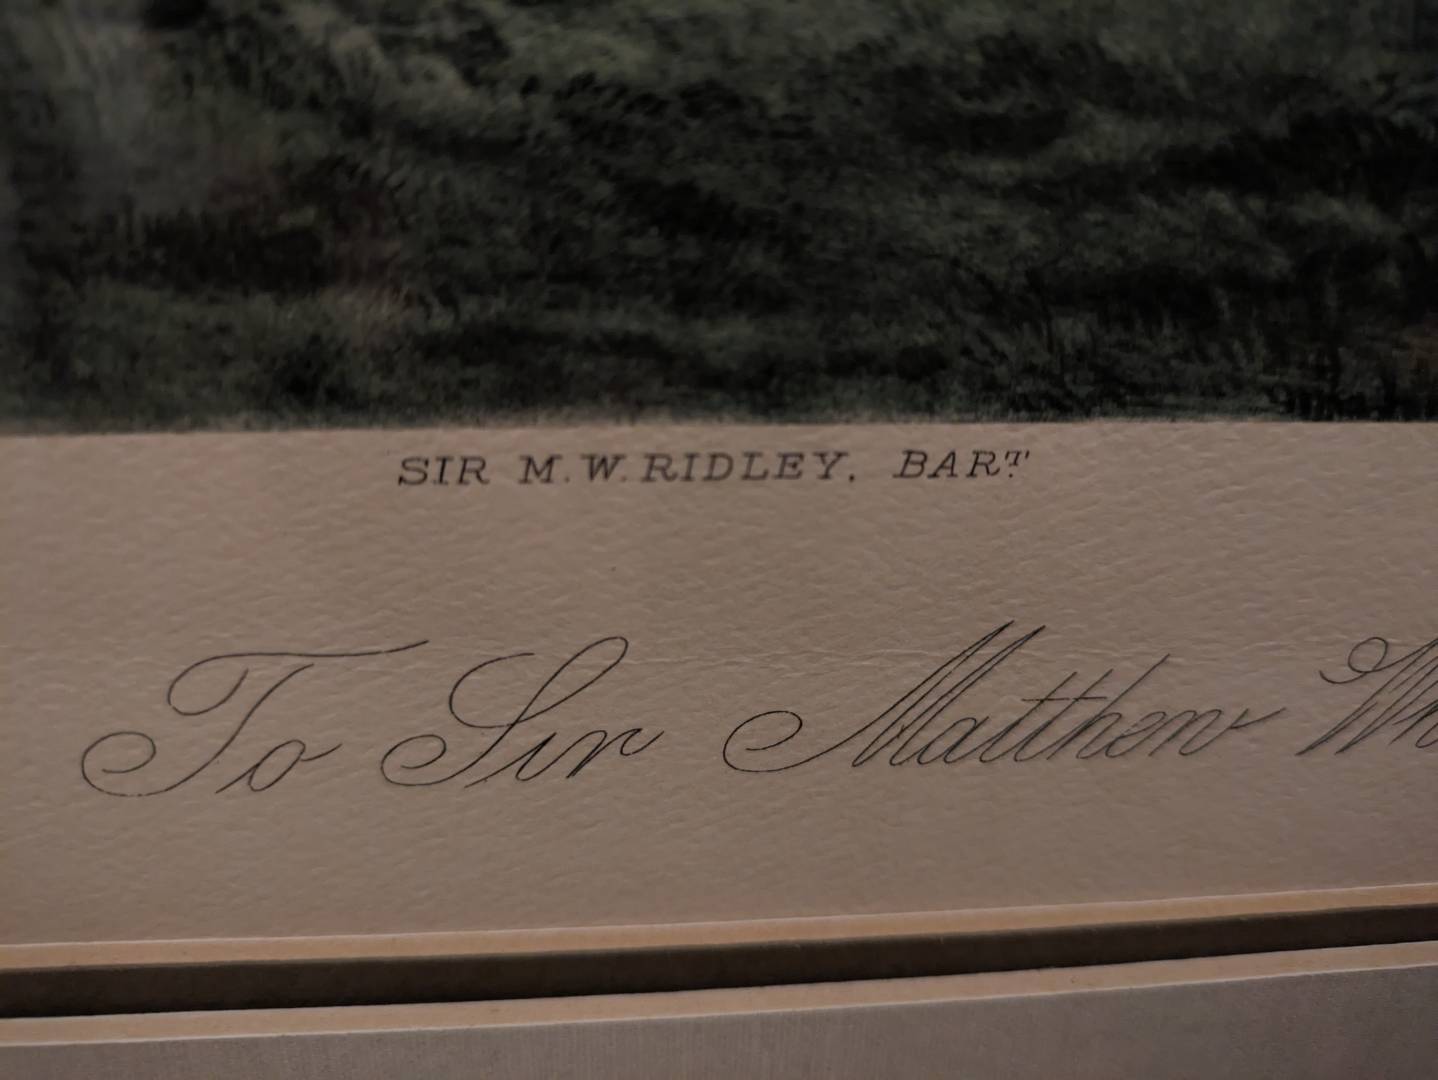 SIR M.W. RIDLEY, BART.
To Sir Matthew